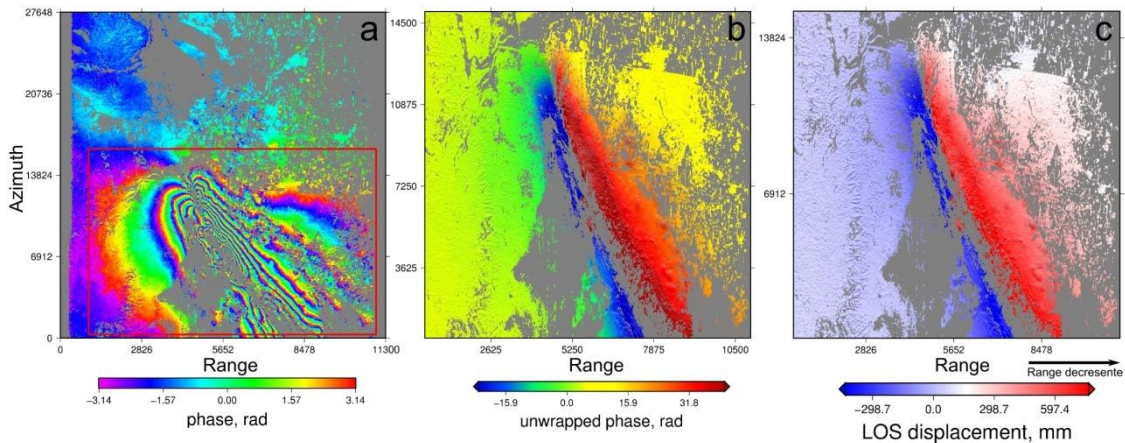 a
27648
20736
13824
6912
0
Azimuth
0 2826 5652 8478 11300
Range
-3.14 -1.57 0.00 1.57 3.14
phase, rad
b
14500
10875
7250
3625
2625 5250 7875 10500
Range
-15.9 0.0 15.9 31.8
unwrapped phase, rad
c
13824
6912
2826 5652 8478
Range
Range decresente
-298.7 0.0 298.7 597.4
LOS displacement, mm